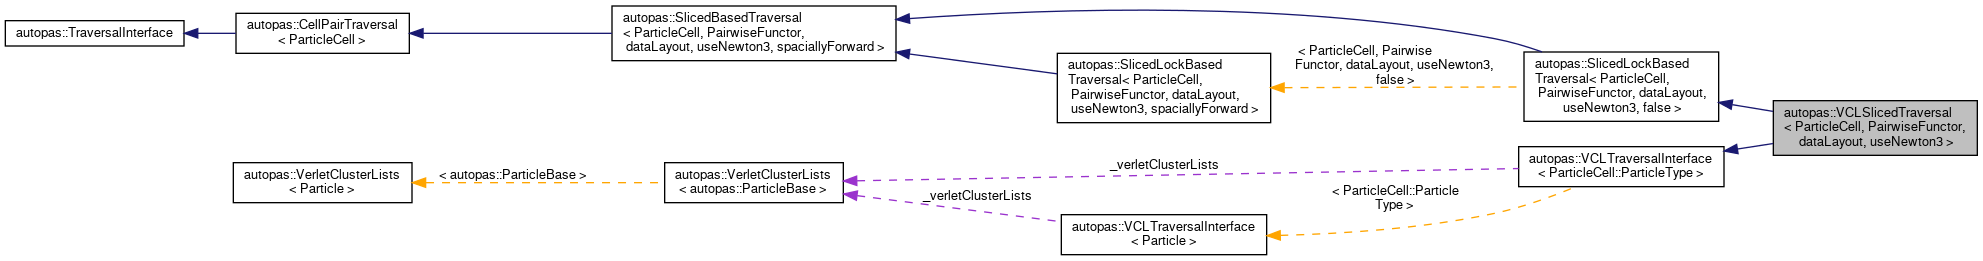 autopas::TraversalInterface
autopas::CellPairTraversal
< ParticleCell >
autopas::SlicedBasedTraversal
< ParticleCell, PairwiseFunctor,
dataLayout, useNewton3, spaciallyForward >
autopas::SlicedLockBased
Traversal< ParticleCell,
PairwiseFunctor, dataLayout,
useNewton3, spaciallyForward >
< ParticleCell, Pairwise
Functor, dataLayout, useNewton3,
false >
autopas::SlicedLockBased
Traversal< ParticleCell,
PairwiseFunctor, dataLayout,
useNewton3, false >
autopas::VCLSlicedTraversal
< ParticleCell, PairwiseFunctor,
dataLayout, useNewton3 >
autopas::VerletClusterLists
< Particle >
< autopas::ParticleBase >
autopas::VerletClusterLists
< autopas::ParticleBase >
_verletClusterLists
_verletClusterLists
autopas::VCLTraversalInterface
< ParticleCell::ParticleType >
< ParticleCell::Particle
Type >
autopas::VCLTraversalInterface
< Particle >